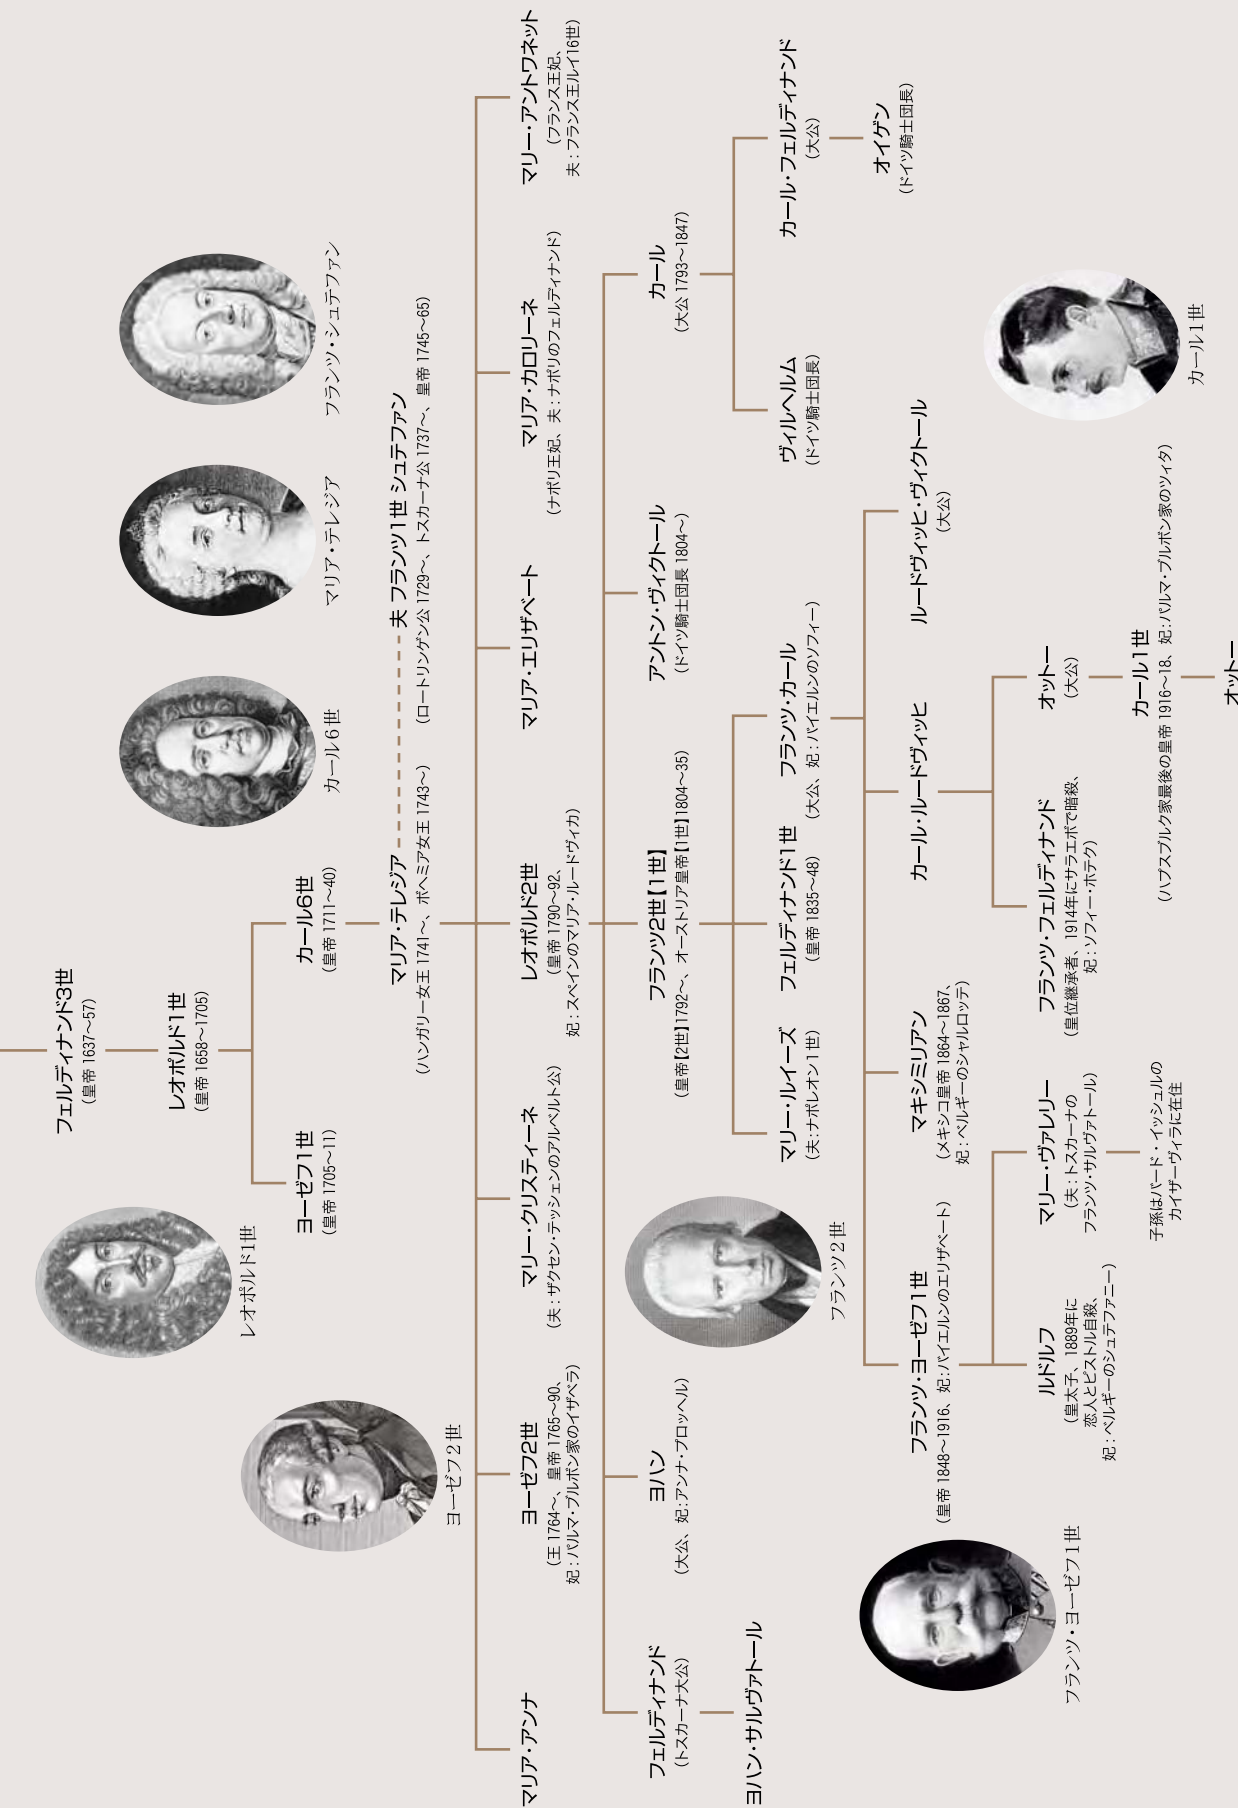 フェルディナンド3世
（皇帝 1637〜57）
レオポルド1世
（皇帝 1658〜1705）
ヨーゼフ1世
（皇帝 1705〜11）
カール6世
（皇帝 1711〜40）
レオポルド1世
カール6世
マリア・テレジア
フランツ・シュテファン
マリア・テレジア
（ハンガリー女王 1741〜、ボヘミア女王 1743〜）
夫 フランツ1世 シュテファン
（ロートリンゲン公 1729〜、トスカーナ公 1737〜、皇帝 1745〜65）
ヨーゼフ2世
マリア・アンナ
ヨーゼフ2世
（王 1764〜、皇帝 1765〜90、
妃：パルマ・ブルボン家のイザベラ）
マリー・クリスティーネ
（夫：ザクセン・テッシェンのアルベルト公）
レオポルド2世
（皇帝 1790〜92、
妃：スペインのマリア・ルードヴィカ）
マリア・エリザベート
マリア・カロリーネ
（ナポリ王妃、夫：ナポリのフェルディナンド）
マリー・アントワネット
（フランス王妃、
夫：フランス王ルイ16世）
フェルディナンド
（トスカーナ大公）
ヨハン・サルヴァトール
ヨハン
（大公、妃：アンナ・プロッヘル）
フランツ2世【1世】
（皇帝【2世】1792〜、オーストリア皇帝【1世】1804〜35）
アントン・ヴィクトール
（ドイツ騎士団長 1804〜）
カール
（大公 1793〜1847）
フランツ2世
マリー・ルイーズ
（夫：ナポレオン1世）
フェルディナンド1世
（皇帝 1835〜48）
フランツ・カール
（大公、妃：バイエルンのソフィー）
ヴィルヘルム
（ドイツ騎士団長）
カール・フェルディナンド
（大公）
オイゲン
（ドイツ騎士団長）
フランツ・ヨーゼフ1世
（皇帝 1848〜1916、妃：バイエルンのエリザベート）
マキシミリアン
（メキシコ皇帝 1864〜1867、
妃：ベルギーのシャルロッテ）
カール・ルードヴィッヒ
ルードヴィッヒ・ヴィクトール
（大公）
フランツ・ヨーゼフ1世
ルドルフ
（皇太子、1889年に
恋人とピストル自殺、
妃：ベルギーのシュテファニー）
マリー・ヴァレリー
（夫：トスカーナの
フランツ・サルヴァトール）
子孫はバード・イッシュルの
カイザーヴィラに在住
フランツ・フェルディナンド
（皇位継承者、1914年にサラエボで暗殺、
妃：ソフィー・ホテク）
オットー
（大公）
カール1世
（ハプスブルク家最後の皇帝 1916〜18、妃：パルマ・ブルボン家のツィタ）
オットー
カール1世